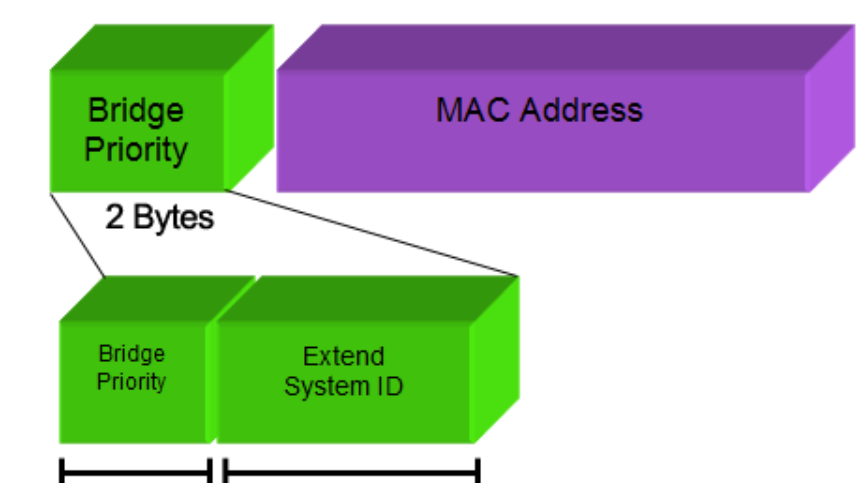 Bridge
Priority
MAC Address
2 Bytes
Bridge
Priority
Extend
System ID